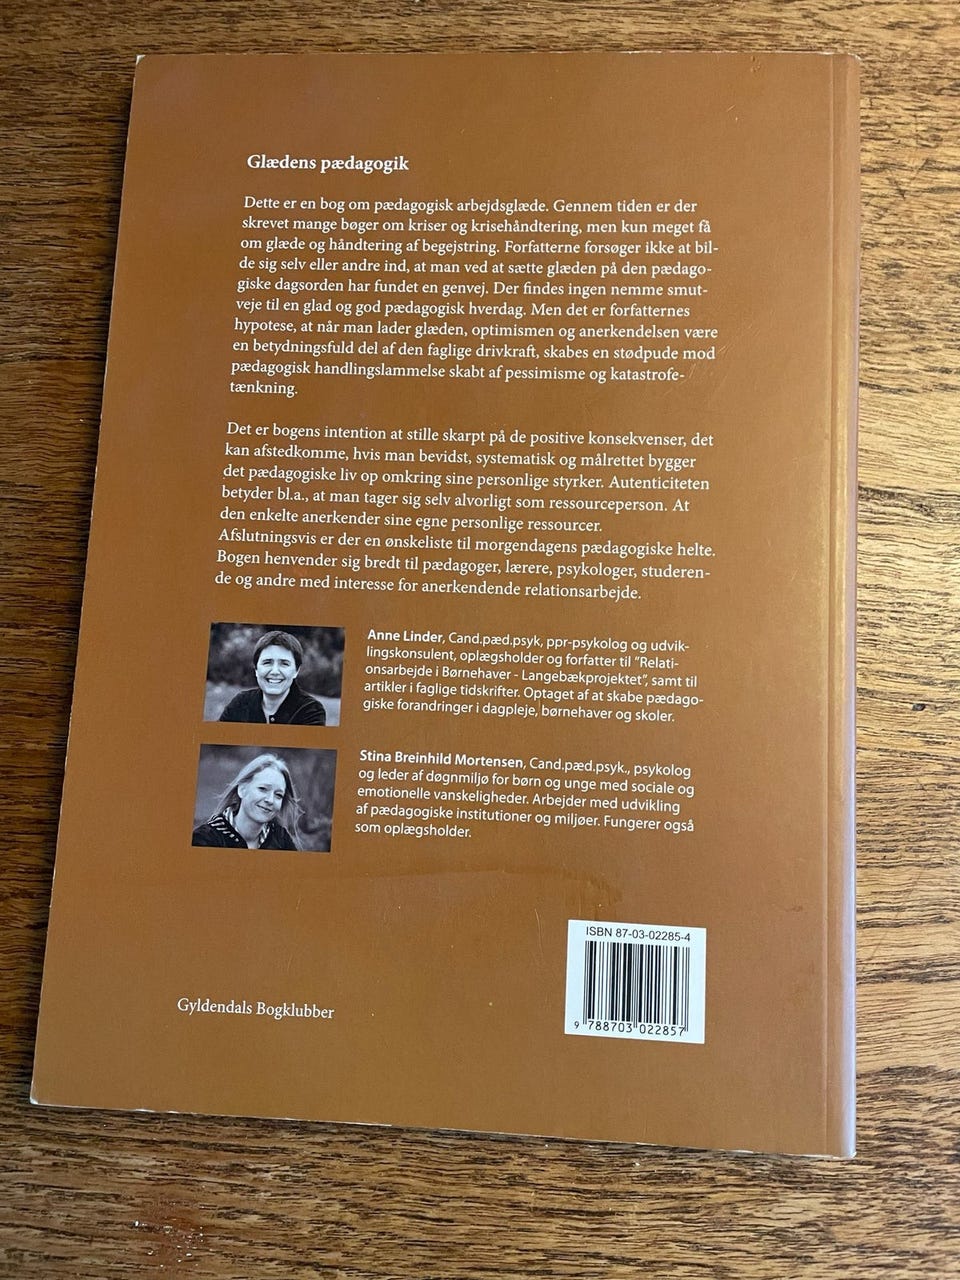 Glædens pædagogik
Dette er en bog om pædagogisk arbejdsglæde. Gennem tiden er der
skrevet mange bøger om kriser og krisehåndtering, men kun meget få
om glæde og håndtering af begejstring. Forfatterne forsøger ikke at bil-
de sig selv eller andre ind, at man ved at sætte glæden på den pædago-
giske dagsorden har fundet en genvej. Der findes ingen nemme smut-
veje til en glad og god pædagogisk hverdag. Men det er forfatternes
hypotese, at når man lader glæden, optimismen og anerkendelsen være
en betydningsfuld del af den faglige drivkraft, skabes en stødpude mod
pædagogisk handlingslammelse skabt af pessimisme og katastrofe-
tænkning.
Det er bogens intention at stille skarpt på de positive konsekvenser, det
kan afstedkomme, hvis man bevidst, systematisk og målrettet bygger
det pædagogiske liv op omkring sine personlige styrker. Autenticiteten
betyder bl.a., at man tager sig selv alvorligt som ressourceperson. At
den enkelte anerkender sine egne personlige ressourcer.
Afslutningsvis er der en ønskeliste til morgendagens pædagogiske helte.
Bogen henvender sig bredt til pædagoger, lærere, psykologer, studeren-
de og andre med interesse for anerkendende relationsarbejde.
Anne Linder, Cand.pæd.psyk, ppr-psykolog og udvik-
lingskonsulent, oplægsholder og forfatter til "Relati-
onsarbejde i Børnehaver - Langebækprojektet", samt til
artikler i faglige tidskrifter. Optaget af at skabe pædago-
giske forandringer i dagpleje, børnehaver og skoler.
Stina Breinhild Mortensen, Cand.pæd.psyk., psykolog
og leder af døgnmiljø for børn og unge med sociale og
emotionelle vanskeligheder. Arbejder med udvikling
af pædagogiske institutioner og miljøer. Fungerer også
som oplægsholder.
ISBN 87-03-02285-4
9 788703 022857
Gyldendals Bogklubber